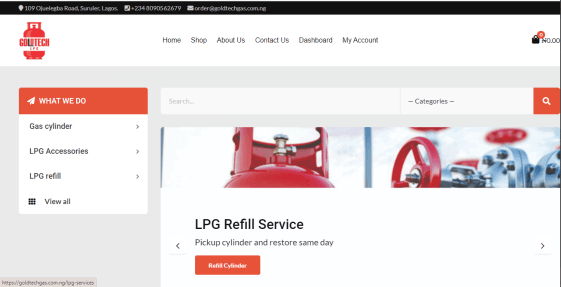 109 Ojuelegba Road, Suruler, Lagos. +234 8090562679 order@goldtechgas.com.ng
GOLDTECH
LPG
Home Shop About Us Contact Us Dashboard My Account
0
₦0.00
WHAT WE DO
Search...
— Categories —
Gas cylinder
LPG Accessories
LPG refill
View all
LPG Refill Service
Pickup cylinder and restore same day
Refill Cylinder
https://goldtechgas.com.ng/lpg-services